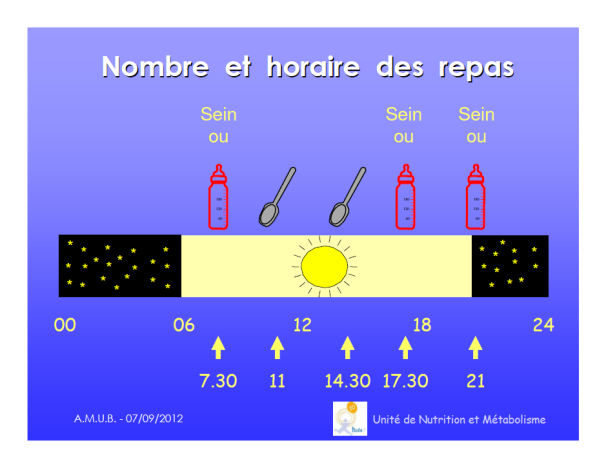 Nombre et horaire des repas
Sein Sein Sein
ou ou ou
00 06 12 18 24
7.30 11 14.30 17.30 21
A.M.U.B. - 07/09/2012 Unité de Nutrition et Métabolisme